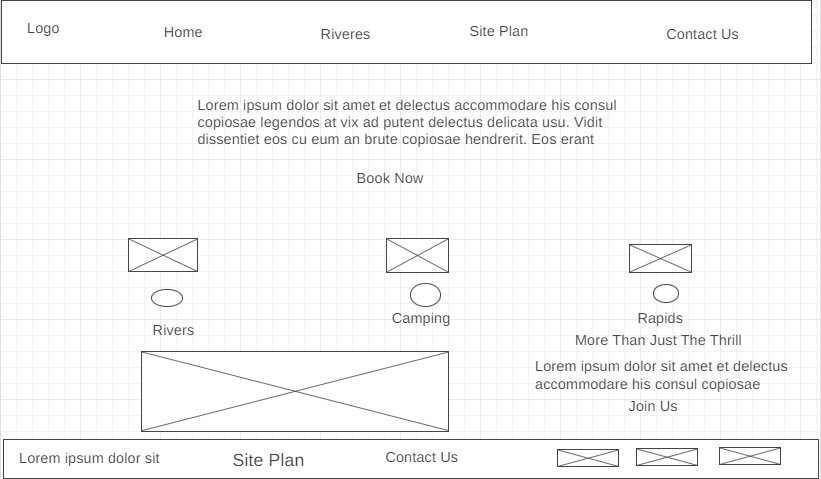 Logo
Home
Riveres
Site Plan
Contact Us
Lorem ipsum dolor sit amet et delectus accommodare his consul
copiosae legendos at vix ad putent delectus delicata usu. Vidit
dissentiet eos cu eum an brute copiosae hendrerit. Eos erant
Book Now
Rivers
Camping
Rapids
More Than Just The Thrill
Lorem ipsum dolor sit amet et delectus
accommodare his consul copiosae
Join Us
Lorem ipsum dolor sit
Site Plan
Contact Us